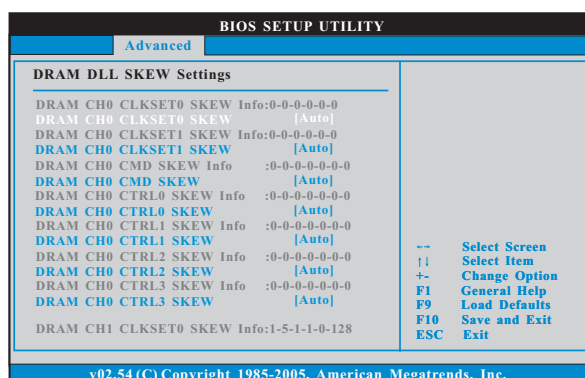 BIOS SETUP UTILITY
Advanced
DRAM DLL SKEW Settings
DRAM CH0 CLKSET0 SKEW Info:0-0-0-0-0-0
DRAM CH0 CLKSET0 SKEW [Auto]
DRAM CH0 CLKSET1 SKEW Info:0-0-0-0-0-0
DRAM CH0 CLKSET1 SKEW [Auto]
DRAM CH0 CMD SKEW Info :0-0-0-0-0-0-0
DRAM CH0 CMD SKEW [Auto]
DRAM CH0 CTRL0 SKEW Info :0-0-0-0-0-0-0
DRAM CH0 CTRL0 SKEW [Auto]
DRAM CH0 CTRL1 SKEW Info :0-0-0-0-0-0-0
DRAM CH0 CTRL1 SKEW [Auto]
DRAM CH0 CTRL2 SKEW Info :0-0-0-0-0-0-0
DRAM CH0 CTRL2 SKEW [Auto]
DRAM CH0 CTRL3 SKEW Info :0-0-0-0-0-0-0
DRAM CH0 CTRL3 SKEW [Auto]
DRAM CH1 CLKSET0 SKEW Info:1-5-1-1-0-128
←→ Select Screen
↑↓ Select Item
+- Change Option
F1 General Help
F9 Load Defaults
F10 Save and Exit
ESC Exit
v02.54 (C) Copyright 1985-2005, American Megatrends, Inc.